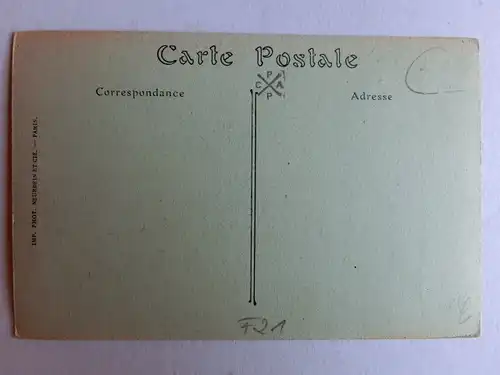 Carte Postale
P
C A
P
Correspondance
Adresse
IMP. PHOT. NEURDEIN ET CIE. — PARIS.
F21